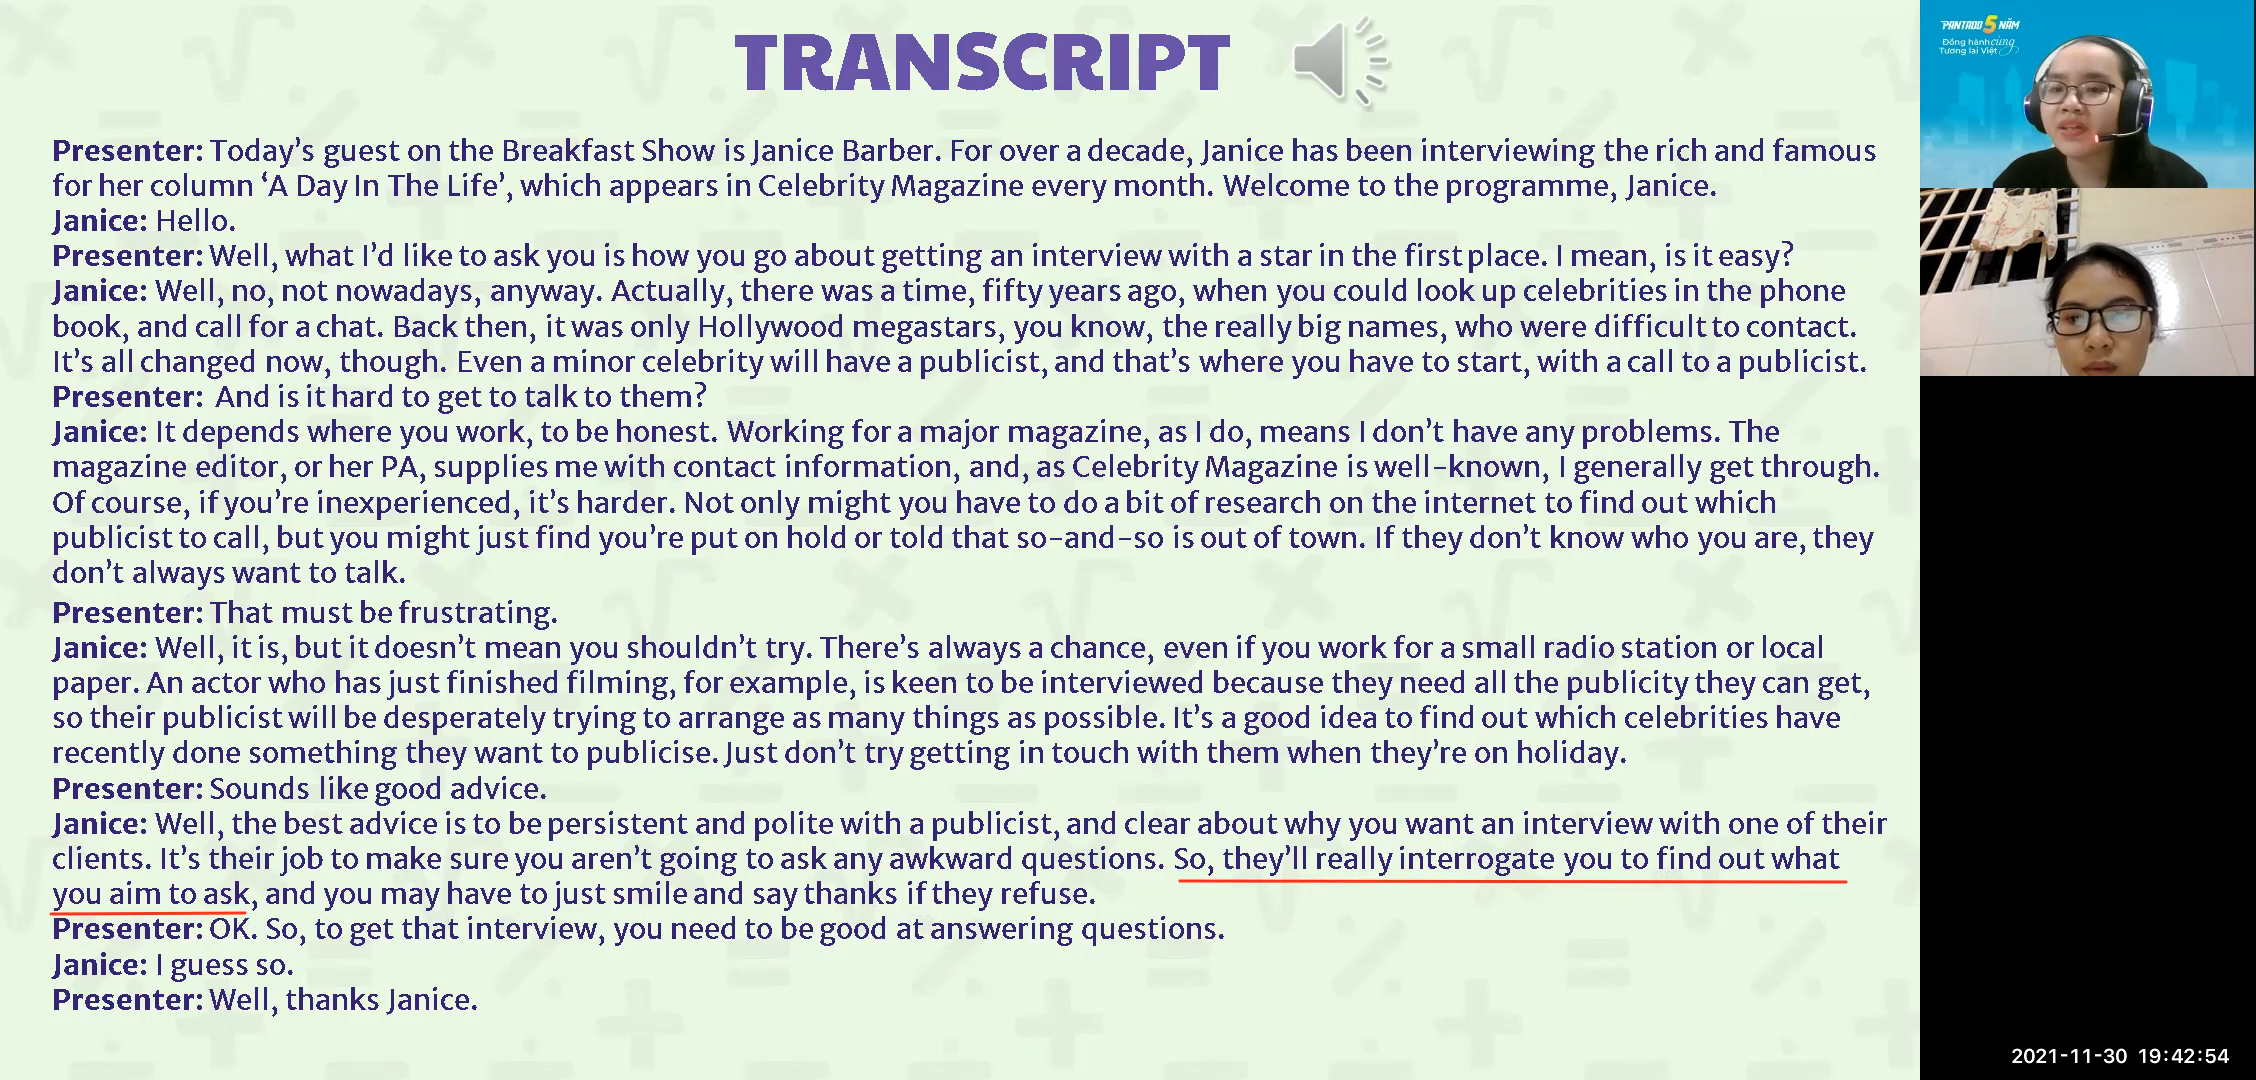 TRANSCRIPT
Presenter: Today’s guest on the Breakfast Show is Janice Barber. For over a decade, Janice has been interviewing the rich and famous
for her column ‘A Day In The Life’, which appears in Celebrity Magazine every month. Welcome to the programme, Janice.
Janice: Hello.
Presenter: Well, what I’d like to ask you is how you go about getting an interview with a star in the first place. I mean, is it easy?
Janice: Well, no, not nowadays, anyway. Actually, there was a time, fifty years ago, when you could look up celebrities in the phone
book, and call for a chat. Back then, it was only Hollywood megastars, you know, the really big names, who were difficult to contact.
It’s all changed now, though. Even a minor celebrity will have a publicist, and that’s where you have to start, with a call to a publicist.
Presenter: And is it hard to get to talk to them?
Janice: It depends where you work, to be honest. Working for a major magazine, as I do, means I don’t have any problems. The
magazine editor, or her PA, supplies me with contact information, and, as Celebrity Magazine is well-known, I generally get through.
Of course, if you’re inexperienced, it’s harder. Not only might you have to do a bit of research on the internet to find out which
publicist to call, but you might just find you’re put on hold or told that so-and-so is out of town. If they don’t know who you are, they
don’t always want to talk.
Presenter: That must be frustrating.
Janice: Well, it is, but it doesn’t mean you shouldn’t try. There’s always a chance, even if you work for a small radio station or local
paper. An actor who has just finished filming, for example, is keen to be interviewed because they need all the publicity they can get,
so their publicist will be desperately trying to arrange as many things as possible. It’s a good idea to find out which celebrities have
recently done something they want to publicise. Just don’t try getting in touch with them when they’re on holiday.
Presenter: Sounds like good advice.
Janice: Well, the best advice is to be persistent and polite with a publicist, and clear about why you want an interview with one of their
clients. It’s their job to make sure you aren’t going to ask any awkward questions. So, they’ll really interrogate you to find out what
you aim to ask, and you may have to just smile and say thanks if they refuse.
Presenter: OK. So, to get that interview, you need to be good at answering questions.
Janice: I guess so.
Presenter: Well, thanks Janice.
PANTADO 5 NĂM
Đồng hành cùng
Tương lai Việt
2021-11-30 19:42:54